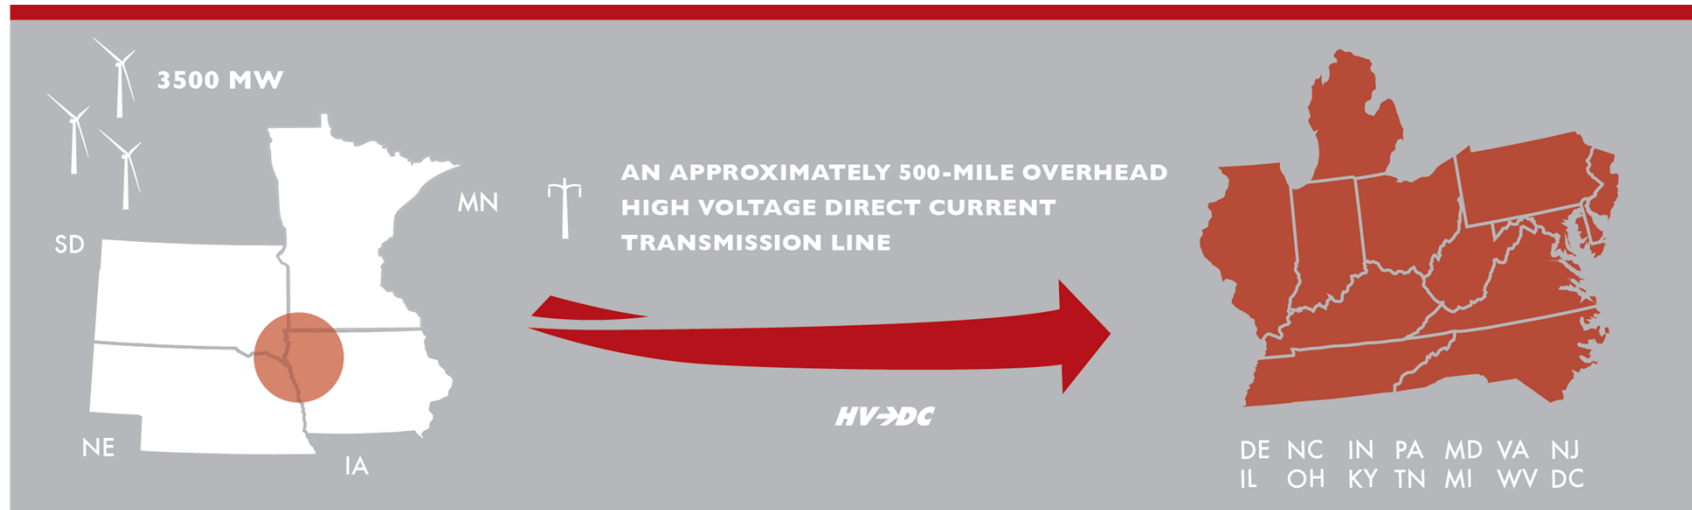 3500 MW
MN
SD
NE
IA
AN APPROXIMATELY 500-MILE OVERHEAD
HIGH VOLTAGE DIRECT CURRENT
TRANSMISSION LINE
HV→DC
DE NC IN PA MD VA NJ
IL OH KY TN MI WV DC